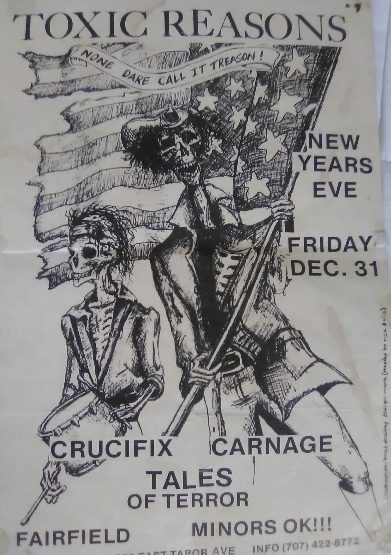 TOXIC REASONS
NONE DARE CALL IT TREASON!
NEW
YEARS
EVE
FRIDAY
DEC. 31
CRUCIFIX CARNAGE
TALES
OF TERROR
FAIRFIELD MINORS OK!!!
EAST TABOR AVE INFO (707) 422-8772